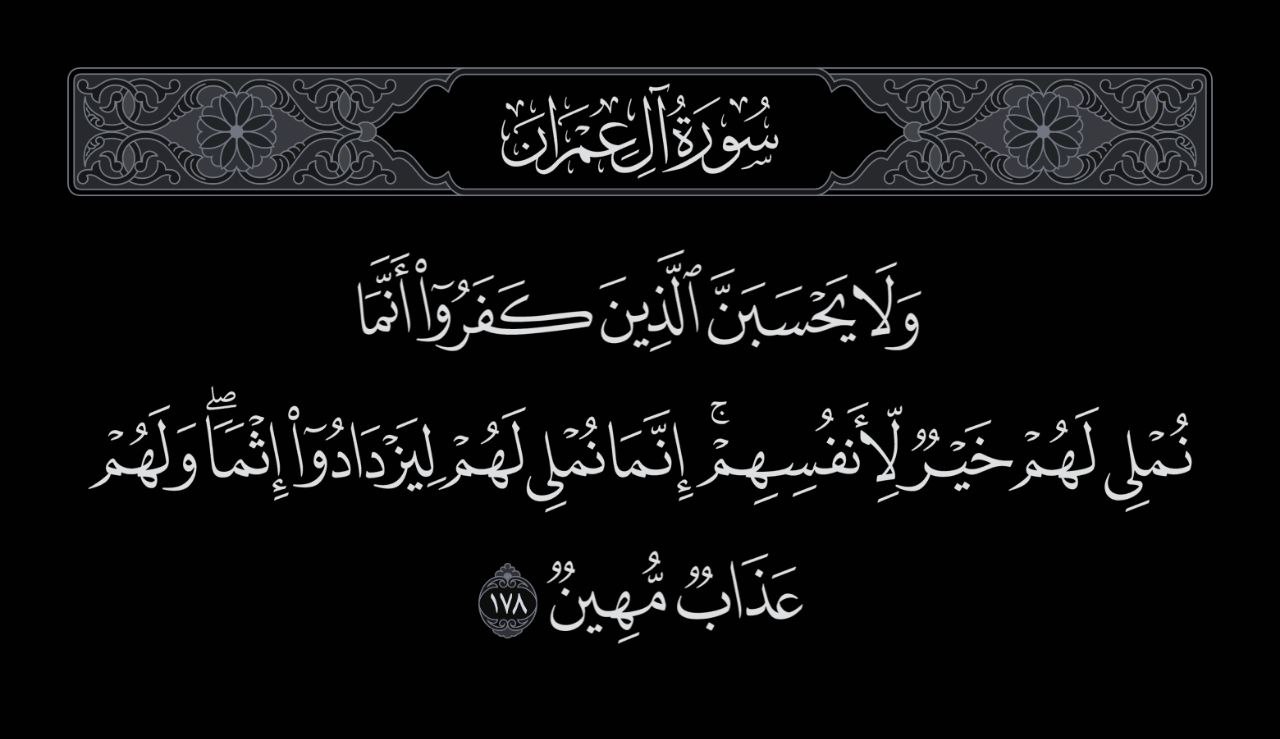 سُورَةُ آلِ عِمْرَانَ
وَلَا يَحْسَبَنَّ ٱلَّذِينَ كَفَرُوٓا۟ أَنَّمَا
نُمْلِى لَهُمْ خَيْرٌ لِّأَنفُسِهِمْ ۚ إِنَّمَا نُمْلِى لَهُمْ لِيَزْدَادُوٓا۟ إِثْمًا ۖ وَلَهُمْ
عَذَابٌ مُّهِينٌ ١٧٨